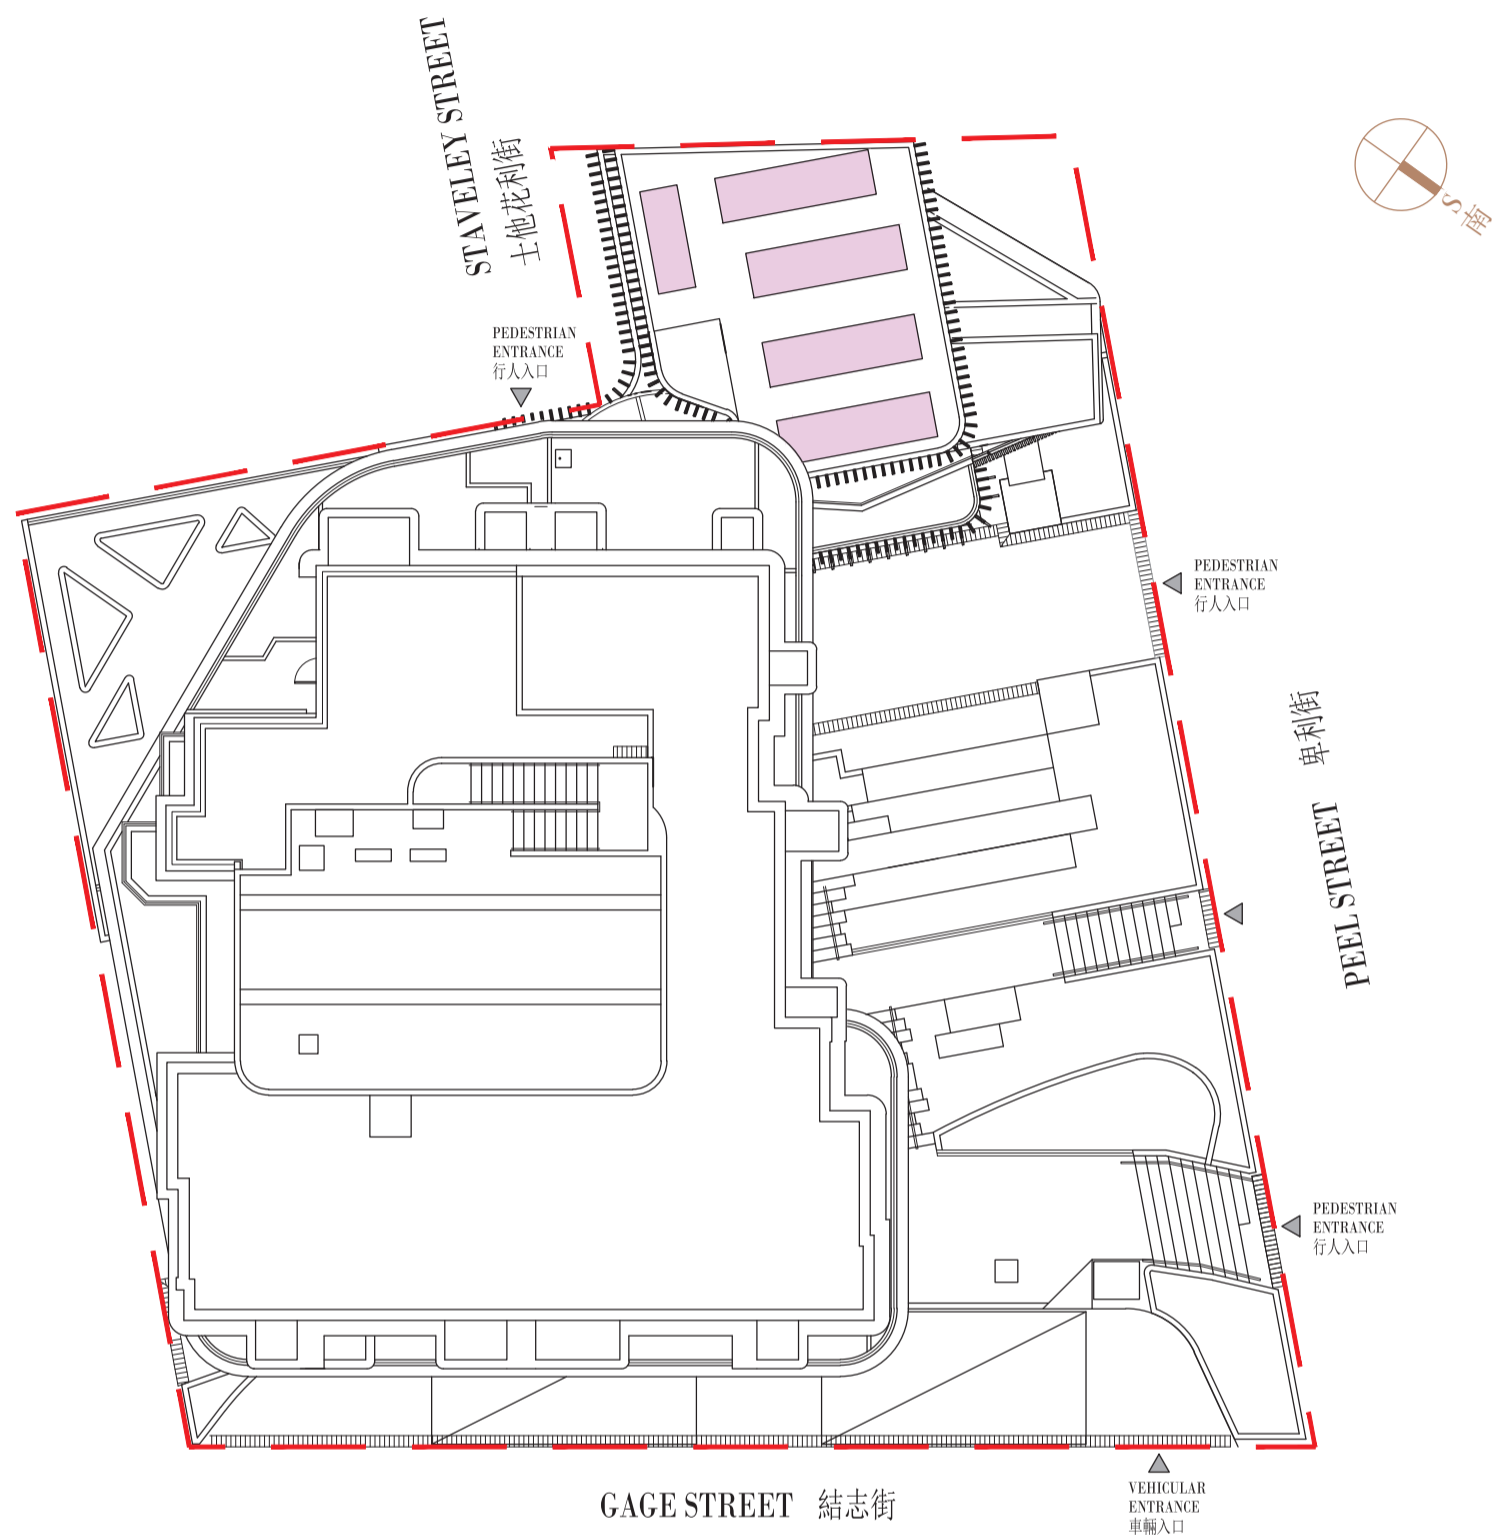 STAVELEY STREET
士他花利街
S南
PEDESTRIAN
ENTRANCE
行人入口
PEDESTRIAN
ENTRANCE
行人入口
PEEL STREET 卑利街
PEDESTRIAN
ENTRANCE
行人入口
GAGE STREET 結志街
VEHICULAR
ENTRANCE
車輛入口